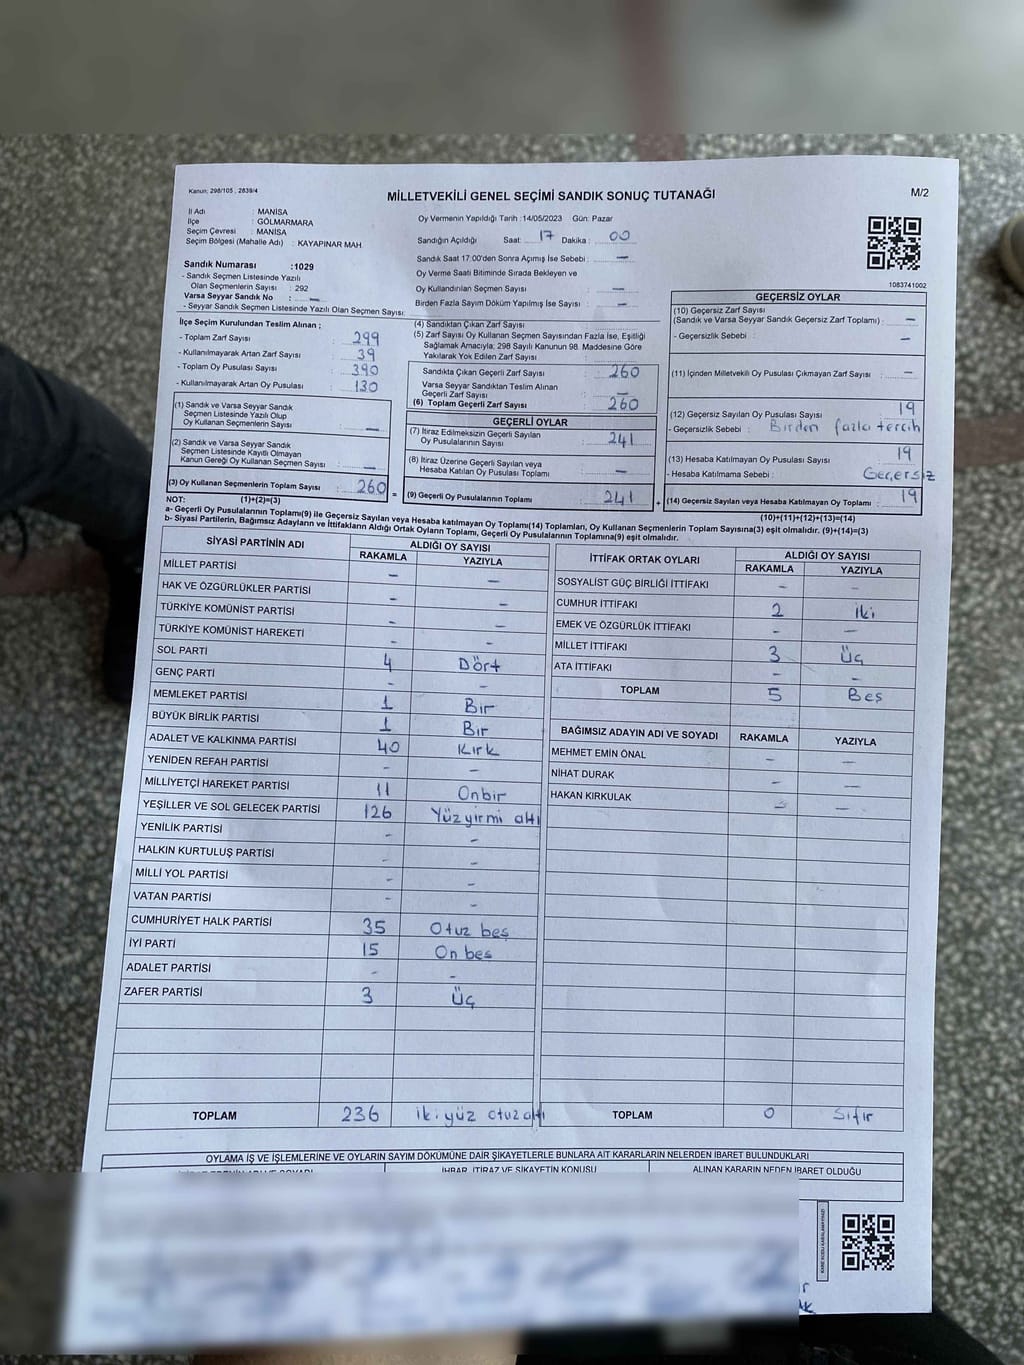 Kanun: 298/105 , 2839/4
MİLLETVEKİLİ GENEL SEÇİMİ SANDIK SONUÇ TUTANAĞI
M/2
İl Adı : MANİSA
İlçe : GÖLMARMARA
Seçim Çevresi : MANİSA
Seçim Bölgesi (Mahalle Adı) : KAYAPINAR MAH.
Sandık Numarası :1029
- Sandık Seçmen Listesinde Yazılı
Olan Seçmenlerin Sayısı : 292
Varsa Seyyar Sandık No : —
- Seyyar Sandık Seçmen Listesinde Yazılı Olan Seçmen Sayısı:
Oy Vermenin Yapıldığı Tarih :14/05/2023 Gün: Pazar
Sandığın Açıldığı Saat: 17 Dakika : 00
Sandık Saat 17:00'den Sonra Açımış İse Sebebi : —
Oy Verme Saati Bitiminde Sırada Bekleyen ve
Oy Kullandırılan Seçmen Sayısı : —
Birden Fazla Sayım Döküm Yapılmış İse Sayısı : —
1083741002
İlçe Seçim Kurulundan Teslim Alınan ;
- Toplam Zarf Sayısı : 299
- Kullanılmayarak Artan Zarf Sayısı : 39
- Toplam Oy Pusulası Sayısı : 390
- Kullanılmayarak Artan Oy Pusulası : 130
(1) Sandık ve Varsa Seyyar Sandık
Seçmen Listesinde Yazılı Olup
Oy Kullanan Seçmenlerin Sayısı : —
(2) Sandık ve Varsa Seyyar Sandık
Seçmen Listesinde Kayıtlı Olmayan
Kanun Gereği Oy Kullanan Seçmen Sayısı : —
(3) Oy Kullanan Seçmenlerin Toplam Sayısı : 260
(1)+(2)=(3)
(4) Sandıktan Çıkan Zarf Sayısı
(5) Zarf Sayısı Oy Kullanan Seçmen Sayısından Fazla İse, Eşitliği
Sağlamak Amacıyla; 298 Sayılı Kanunun 98. Maddesine Göre
Yakılarak Yok Edilen Zarf Sayısı
Sandıkta Çıkan Geçerli Zarf Sayısı : 260
Varsa Seyyar Sandıktan Teslim Alınan
Geçerli Zarf Sayısı : —
(6) Toplam Geçerli Zarf Sayısı : 260
GEÇERLİ OYLAR
(7) İtiraz Edilmeksizin Geçerli Sayılan
Oy Pusulalarının Sayısı : 241
(8) İtiraz Üzerine Geçerli Sayılan veya
Hesaba Katılan Oy Pusulası Toplamı : —
= (9) Geçerli Oy Pusulalarının Toplamı : 241
GEÇERSİZ OYLAR
(10) Geçersiz Zarf Sayısı
(Sandık ve Varsa Seyyar Sandık Geçersiz Zarf Toplamı) : —
- Geçersizlik Sebebi : —
(11) İçinden Milletvekili Oy Pusulası Çıkmayan Zarf Sayısı : —
(12) Geçersiz Sayılan Oy Pusulası Sayısı : 19
- Geçersizlik Sebebi : Birden fazla tercih
(13) Hesaba Katılmayan Oy Pusulası Sayısı : 19
- Hesaba Katılmama Sebebi : Geçersiz
+ (14) Geçersiz Sayılan veya Hesaba Katılmayan Oy Toplamı : 19
(10)+(11)+(12)+(13)=(14)
NOT:
a- Geçerli Oy Pusulalarının Toplamı(9) ile Geçersiz Sayılan veya Hesaba katılmayan Oy Toplamı(14) Toplamları, Oy Kullanan Seçmenlerin Toplam Sayısına(3) eşit olmalıdır. (9)+(14)=(3)
b- Siyasi Partilerin, Bağımsız Adayların ve İttifakların Aldığı Ortak Oyların Toplamı, Geçerli Oy Pusulalarının Toplamına(9) eşit olmalıdır.
SİYASİ PARTİNİN ADI ALDIĞI OY SAYISI
RAKAMLA YAZIYLA
MİLLET PARTİSİ — —
HAK VE ÖZGÜRLÜKLER PARTİSİ — —
TÜRKİYE KOMÜNİST PARTİSİ — —
TÜRKİYE KOMÜNİST HAREKETİ — —
SOL PARTİ 4 Dört
GENÇ PARTİ — —
MEMLEKET PARTİSİ 1 Bir
BÜYÜK BİRLİK PARTİSİ 1 Bir
ADALET VE KALKINMA PARTİSİ 40 Kırk
YENİDEN REFAH PARTİSİ — —
MİLLİYETÇİ HAREKET PARTİSİ 11 Onbir
YEŞİLLER VE SOL GELECEK PARTİSİ 126 Yüzyirmi altı
YENİLİK PARTİSİ — —
HALKIN KURTULUŞ PARTİSİ — —
MİLLİ YOL PARTİSİ — —
VATAN PARTİSİ — —
CUMHURİYET HALK PARTİSİ 35 Otuz beş
İYİ PARTİ 15 On beş
ADALET PARTİSİ — —
ZAFER PARTİSİ 3 Üç
TOPLAM 236 iki yüz otuz altı
İTTİFAK ORTAK OYLARI ALDIĞI OY SAYISI
RAKAMLA YAZIYLA
SOSYALİST GÜÇ BİRLİĞİ İTTİFAKI — —
CUMHUR İTTİFAKI 2 İki
EMEK VE ÖZGÜRLÜK İTTİFAKI — —
MİLLET İTTİFAKI 3 Üç
ATA İTTİFAKI — —
TOPLAM 5 Beş
BAĞIMSIZ ADAYIN ADI VE SOYADI RAKAMLA YAZIYLA
MEHMET EMİN ÖNAL — —
NİHAT DURAK — —
HAKAN KIRKULAK —
TOPLAM 0 Sıfır
OYLAMA İŞ VE İŞLEMLERİNE VE OYLARIN SAYIM DÖKÜMÜNE DAİR ŞİKAYETLERLE BUNLARA AİT KARARLARIN NELERDEN İBARET BULUNDUKLARI
İHBAR, İTİRAZ VE ŞİKAYETİN KONUSU ALINAN KARARIN NEDEN İBARET OLDUĞU